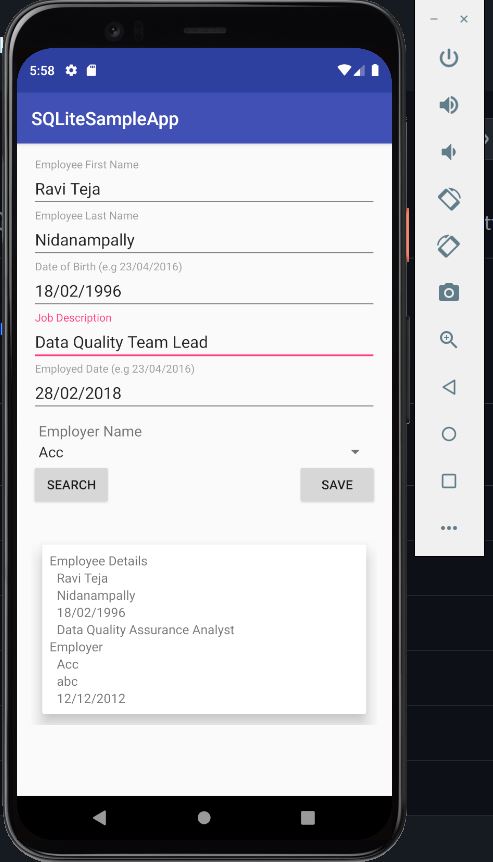 5:58
SQLiteSampleApp
Employee First Name
Ravi Teja
Employee Last Name
Nidanampally
Date of Birth (e.g 23/04/2016)
18/02/1996
Job Description
Data Quality Team Lead
Employed Date (e.g 23/04/2016)
28/02/2018
Employer Name
Acc
SEARCH SAVE
Employee Details
Ravi Teja
Nidanampally
18/02/1996
Data Quality Assurance Analyst
Employer
Acc
abc
12/12/2012